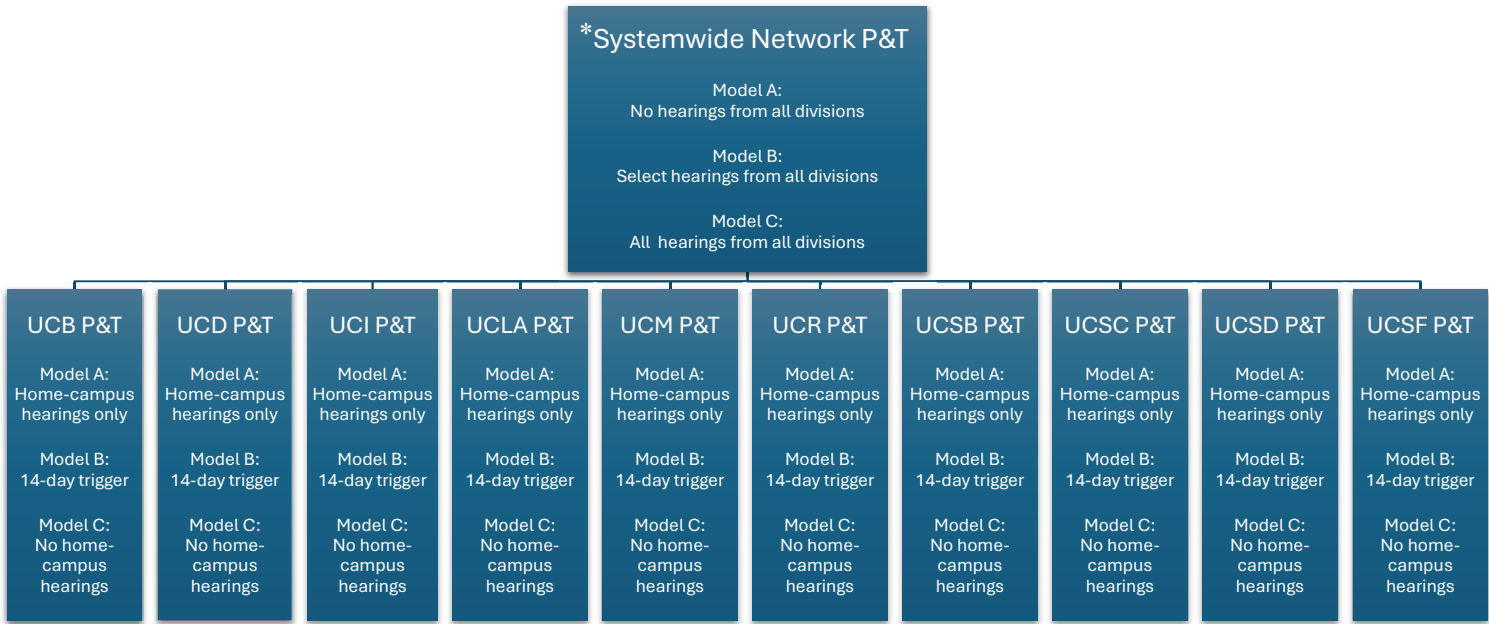 *Systemwide Network P&T
Model A:
No hearings from all divisions
Model B:
Select hearings from all divisions
Model C:
All  hearings from all divisions
UCB P&T
Model A:
Home-campus
hearings only
Model B:
14-day trigger
Model C:
No home-
campus
hearings
UCD P&T
Model A:
Home-campus
hearings only
Model B:
14-day trigger
Model C:
No home-
campus
hearings
UCI P&T
Model A:
Home-campus
hearings only
Model B:
14-day trigger
Model C:
No home-
campus
hearings
UCLA P&T
Model A:
Home-campus
hearings only
Model B:
14-day trigger
Model C:
No home-
campus
hearings
UCM P&T
Model A:
Home-campus
hearings only
Model B:
14-day trigger
Model C:
No home-
campus
hearings
UCR P&T
Model A:
Home-campus
hearings only
Model B:
14-day trigger
Model C:
No home-
campus
hearings
UCSB P&T
Model A:
Home-campus
hearings only
Model B:
14-day trigger
Model C:
No home-
campus
hearings
UCSC P&T
Model A:
Home-campus
hearings only
Model B:
14-day trigger
Model C:
No home-
campus
hearings
UCSD P&T
Model A:
Home-campus
hearings only
Model B:
14-day trigger
Model C:
No home-
campus
hearings
UCSF P&T
Model A:
Home-campus
hearings only
Model B:
14-day trigger
Model C:
No home-
campus
hearings